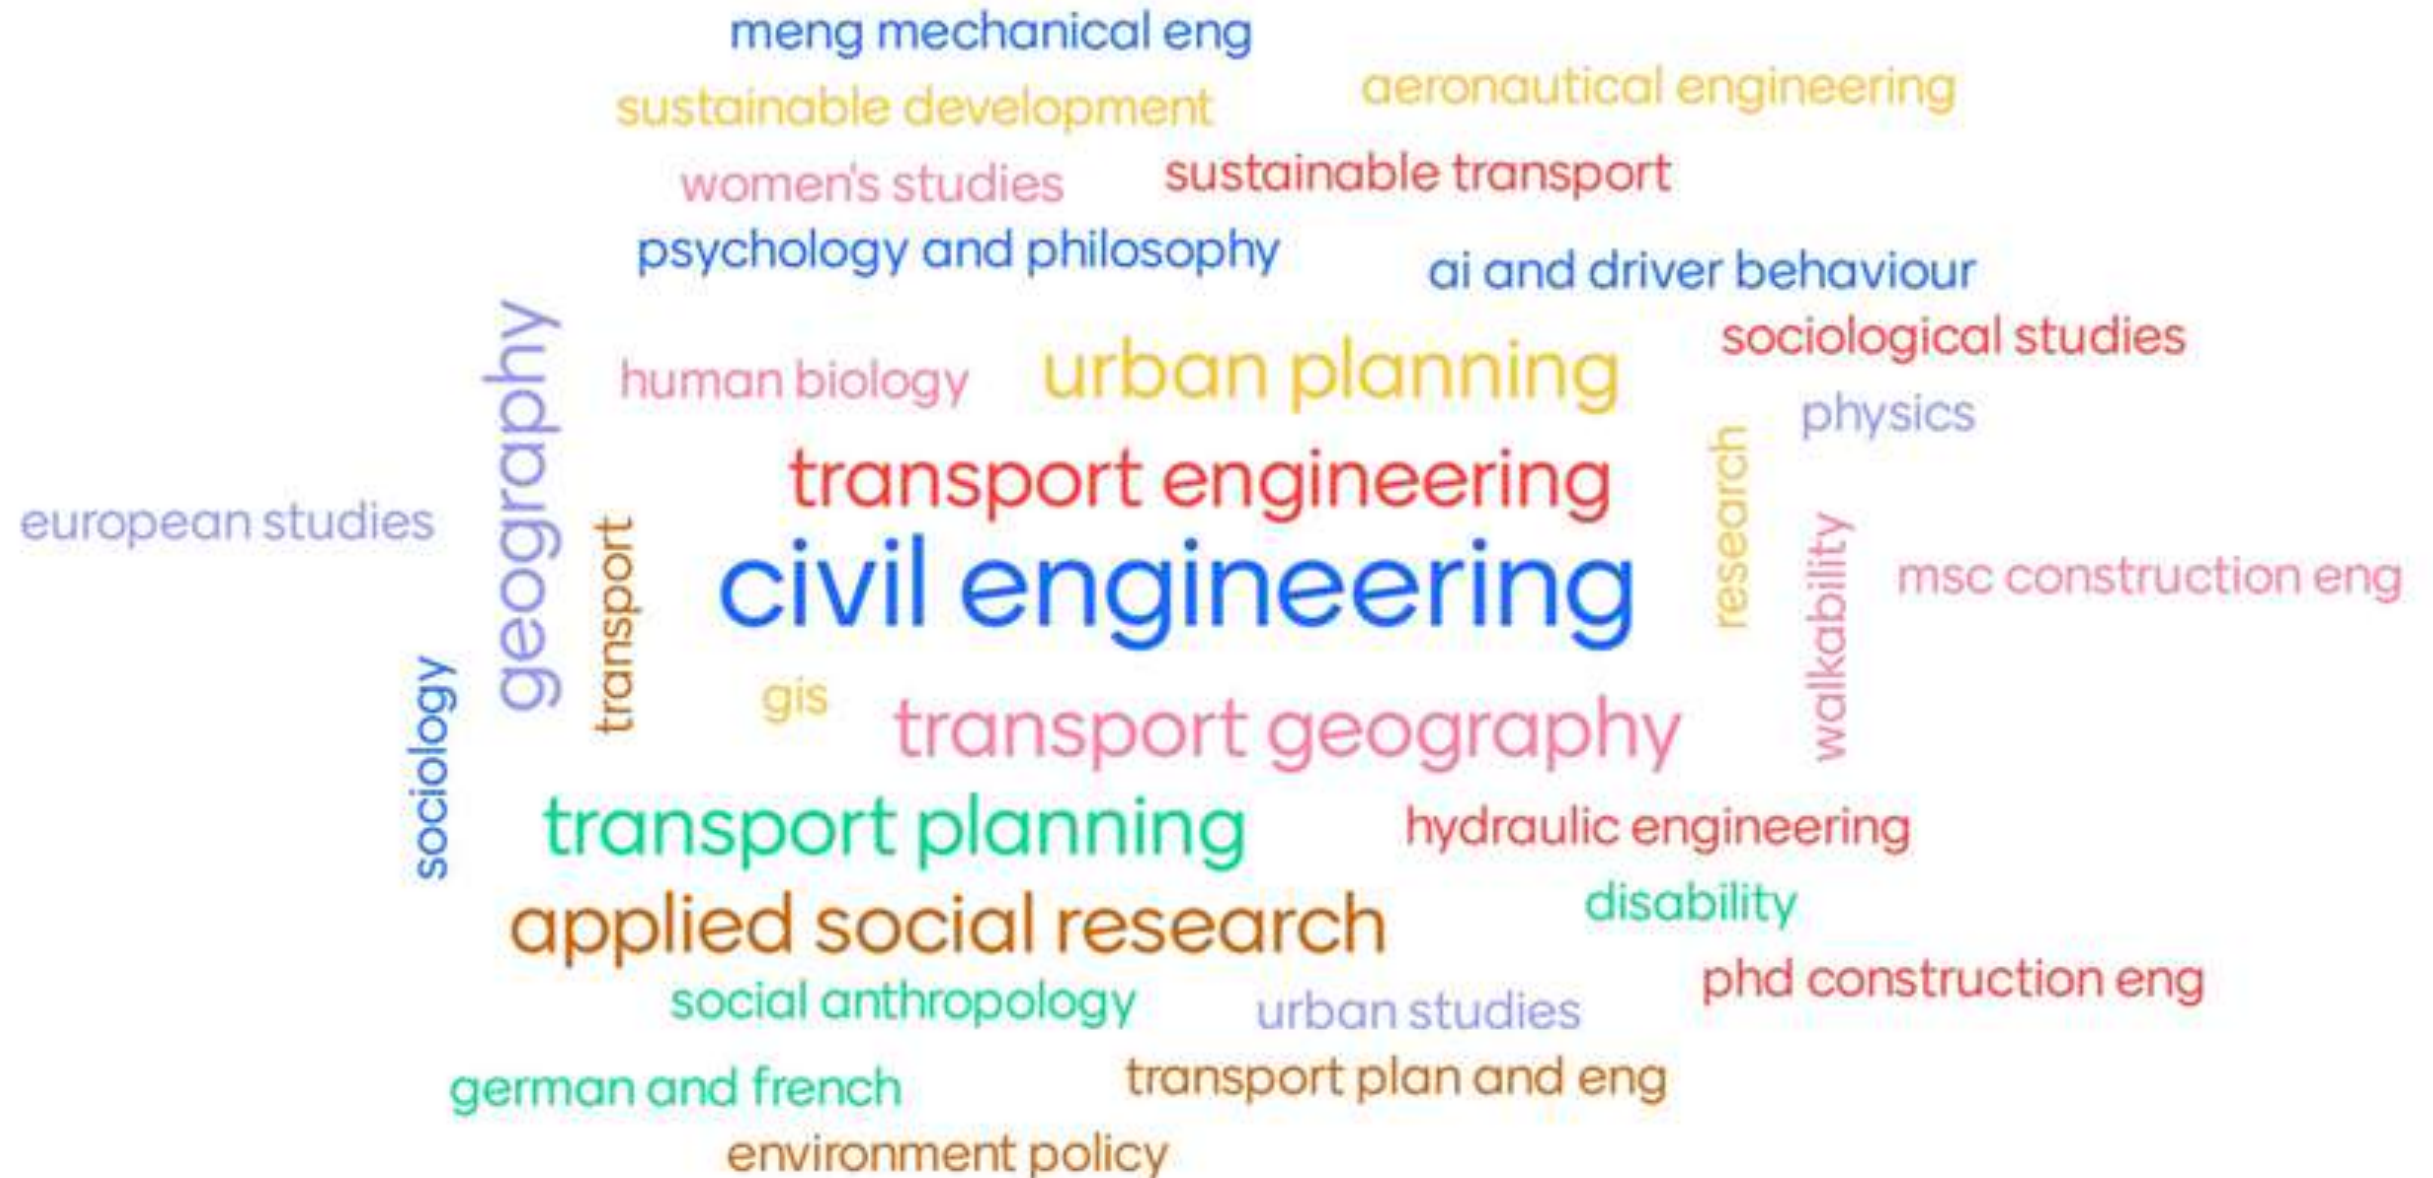 meng mechanical eng
aeronautical engineering
sustainable development
sustainable transport
women's studies
psychology and philosophy
ai and driver behaviour
sociological studies
geography
human biology
urban planning
physics
transport engineering
research
european studies
transport
civil engineering
walkability
msc construction eng
sociology
gis
transport geography
transport planning
hydraulic engineering
applied social research
disability
phd construction eng
social anthropology
urban studies
german and french
transport plan and eng
environment policy